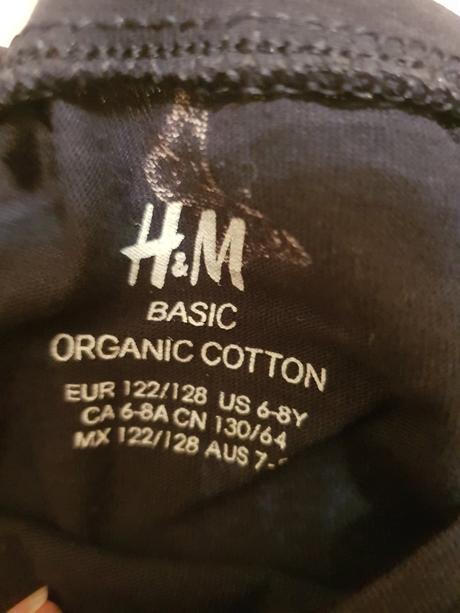 H&M
BASIC
ORGANIC COTTON
EUR 122/128 US 6-8Y
CA 6-8A CN 130/64
MX 122/128 AUS 7-